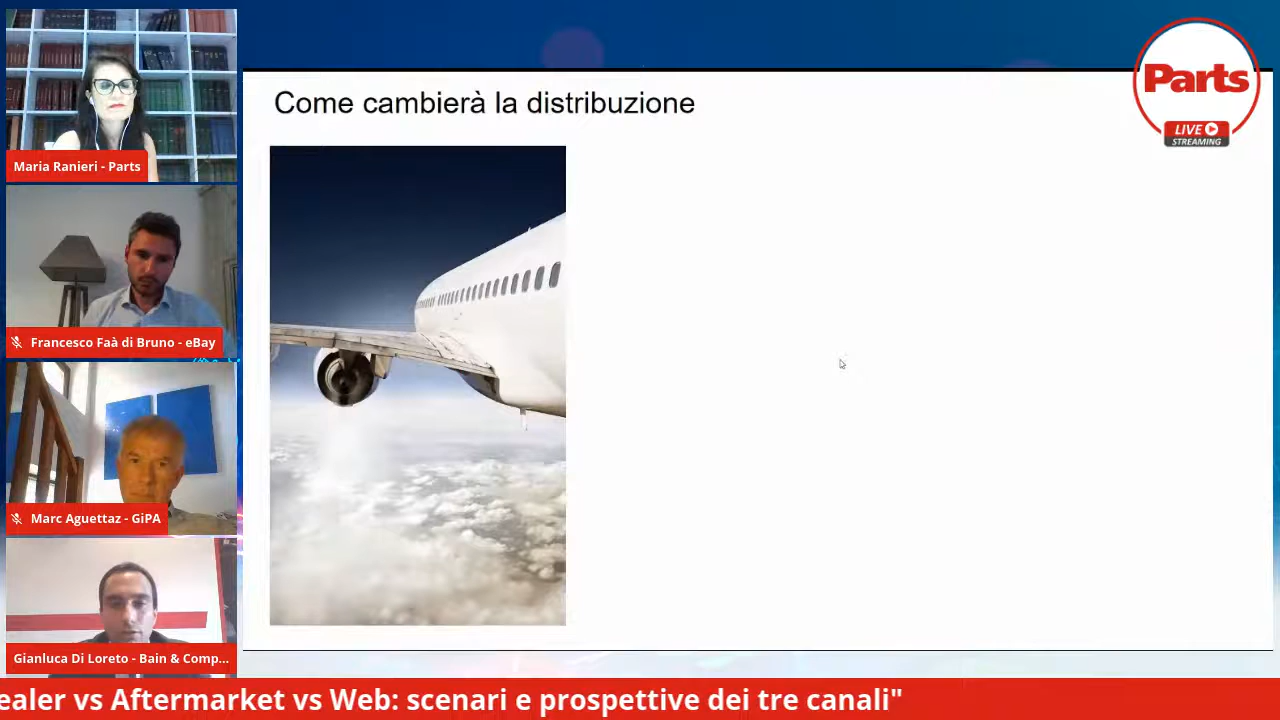 Come cambierà la distribuzione
Parts
LIVE
STREAMING
Maria Ranieri - Parts
Francesco Faà di Bruno - eBay
Marc Aguettaz - GiPA
Gianluca Di Loreto - Bain & Comp...
ealer vs Aftermarket vs Web: scenari e prospettive dei tre canali"